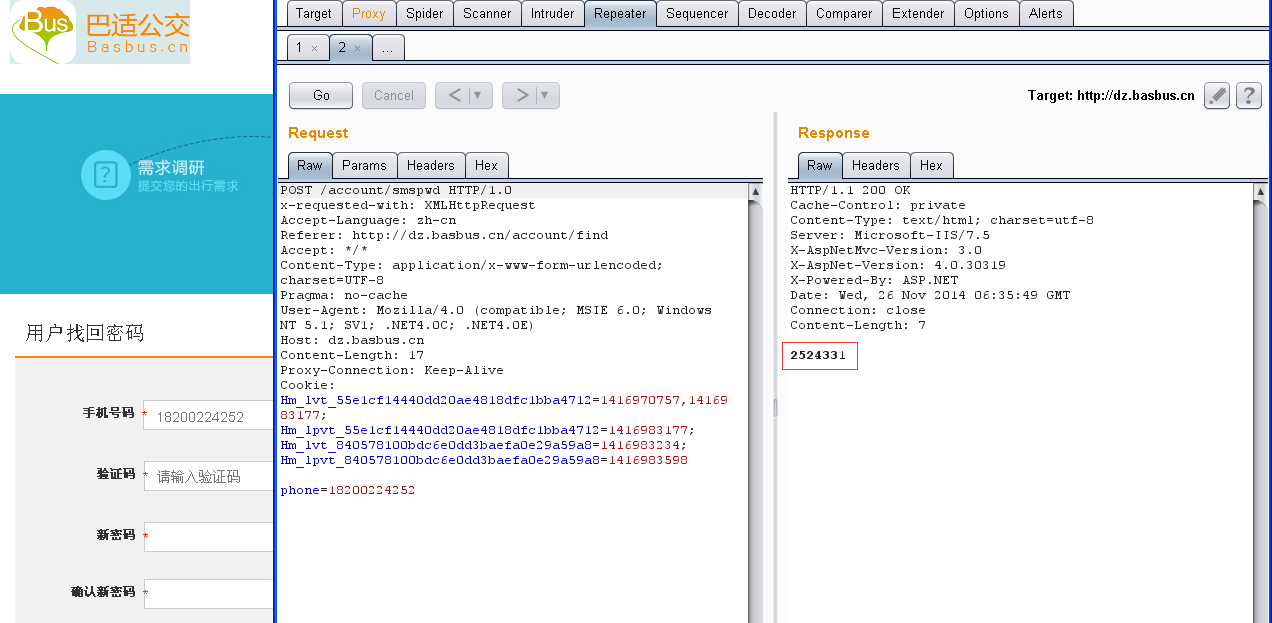 Bus
巴适公交
Basbus.cn
需求调研
提交您的出行需求
用户找回密码
手机号码 * 18200224252
验证码 * 请输入验证码
新密码 *
确认新密码 *
Target Proxy Spider Scanner Intruder Repeater Sequencer Decoder Comparer Extender Options Alerts
1 × 2 × ...
Go Cancel < ▼ > ▼ Target: http://dz.basbus.cn ?
Request
Raw Params Headers Hex
POST /account/smspwd HTTP/1.0
x-requested-with: XMLHttpRequest
Accept-Language: zh-cn
Referer: http://dz.basbus.cn/account/find
Accept: */*
Content-Type: application/x-www-form-urlencoded;
charset=UTF-8
Pragma: no-cache
User-Agent: Mozilla/4.0 (compatible; MSIE 6.0; Windows
NT 5.1; SV1; .NET4.0C; .NET4.0E)
Host: dz.basbus.cn
Content-Length: 17
Proxy-Connection: Keep-Alive
Cookie:
Hm_lvt_55e1cf14440dd20ae4818dfc1bba4712=1416970757,14169
83177;
Hm_lpvt_55e1cf14440dd20ae4818dfc1bba4712=1416983177;
Hm_lvt_840578100bdc6e0dd3baefa0e29a59a8=1416983234;
Hm_lpvt_840578100bdc6e0dd3baefa0e29a59a8=1416983598
phone=18200224252
Response
Raw Headers Hex
HTTP/1.1 200 OK
Cache-Control: private
Content-Type: text/html; charset=utf-8
Server: Microsoft-IIS/7.5
X-AspNetMvc-Version: 3.0
X-AspNet-Version: 4.0.30319
X-Powered-By: ASP.NET
Date: Wed, 26 Nov 2014 06:35:49 GMT
Connection: close
Content-Length: 7
2524331